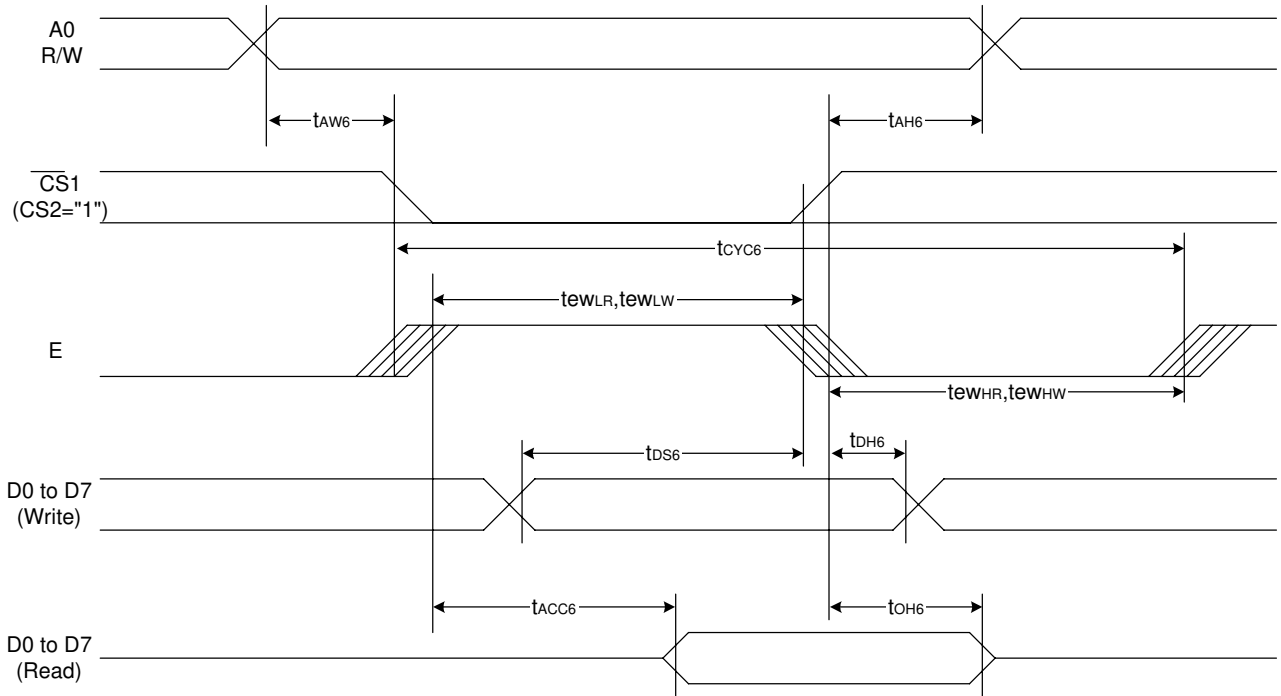 A0
R/W
tAW6
tAH6
CS1
(CS2="1")
tCYC6
tewLR,tewLW
E
tewHR,tewHW
tDS6
tDH6
D0 to D7
(Write)
tACC6
tOH6
D0 to D7
(Read)